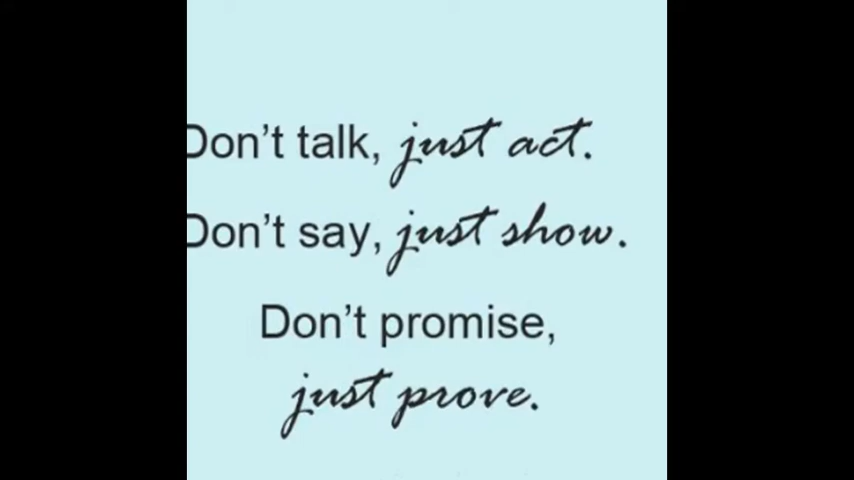 Don't talk, just act.
Don't say, just show.
Don't promise,
just prove.